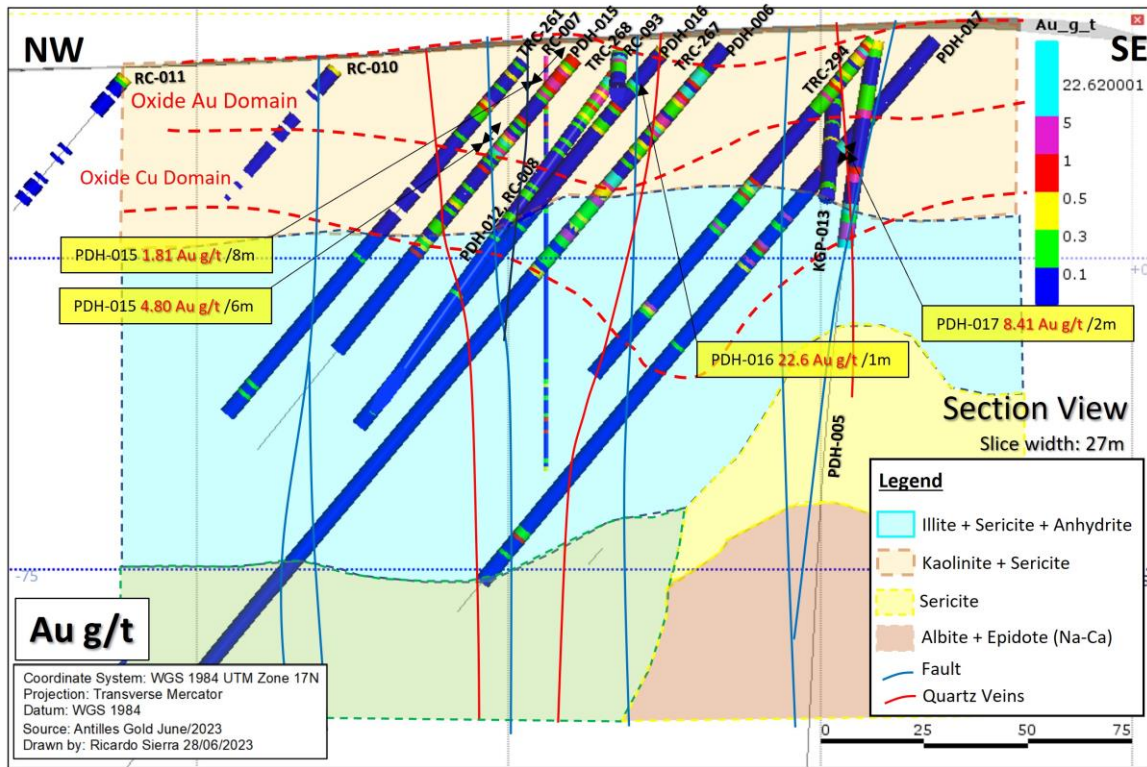 NW
SE
Au_g_t
22.620001
5
1
0.5
0.3
0.1
RC-011
RC-010
TRC-261
RC-007
PDH-015
TRC-268
RC-093
PDH-016
TRC-267
PDH-006
TRC-294
PDH-017
Oxide Au Domain
Oxide Cu Domain
PDH-012, RC-008
KGP-013
PDH-005
PDH-015 1.81 Au g/t /8m
PDH-015 4.80 Au g/t /6m
PDH-016 22.6 Au g/t /1m
PDH-017 8.41 Au g/t /2m
+0
-75
Section View
Slice width: 27m
Legend
Illite + Sericite + Anhydrite
Kaolinite + Sericite
Sericite
Albite + Epidote (Na-Ca)
Fault
Quartz Veins
0 25 50 75
Au g/t
Coordinate System: WGS 1984 UTM Zone 17N
Projection: Transverse Mercator
Datum: WGS 1984
Source: Antilles Gold June/2023
Drawn by: Ricardo Sierra 28/06/2023